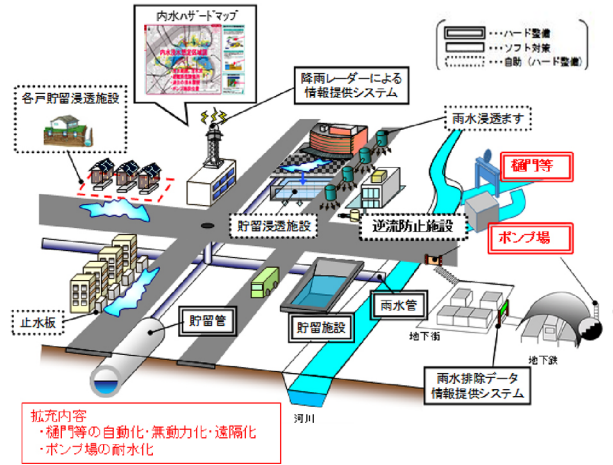 内水ハザードマップ
・・・ハード整備
・・・ソフト対策
・・・自助（ハード整備）
降雨レーダーによる
情報提供システム
各戸貯留浸透施設
雨水浸透ます
樋門等
貯留浸透施設
逆流防止施設
ポンプ場
止水板
貯留管
貯留施設
雨水管
地下街
地下鉄
雨水排除データ
情報提供システム
河川
拡充内容
・樋門等の自動化・無動力化・遠隔化
・ポンプ場の耐水化